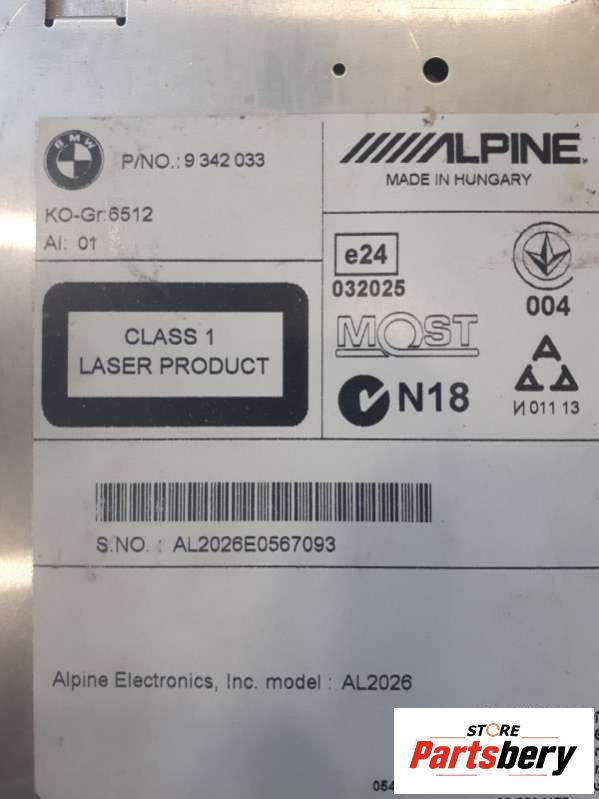 BMW
P/NO.: 9 342 033
ALPINE
MADE IN HUNGARY
KO-Gr:6512
AI: 01
e24
032025
004
CLASS 1
LASER PRODUCT
MOST
N18
И 011 13
S.NO. : AL2026E0567093
Alpine Electronics, Inc. model : AL2026
STORE
Partsbery